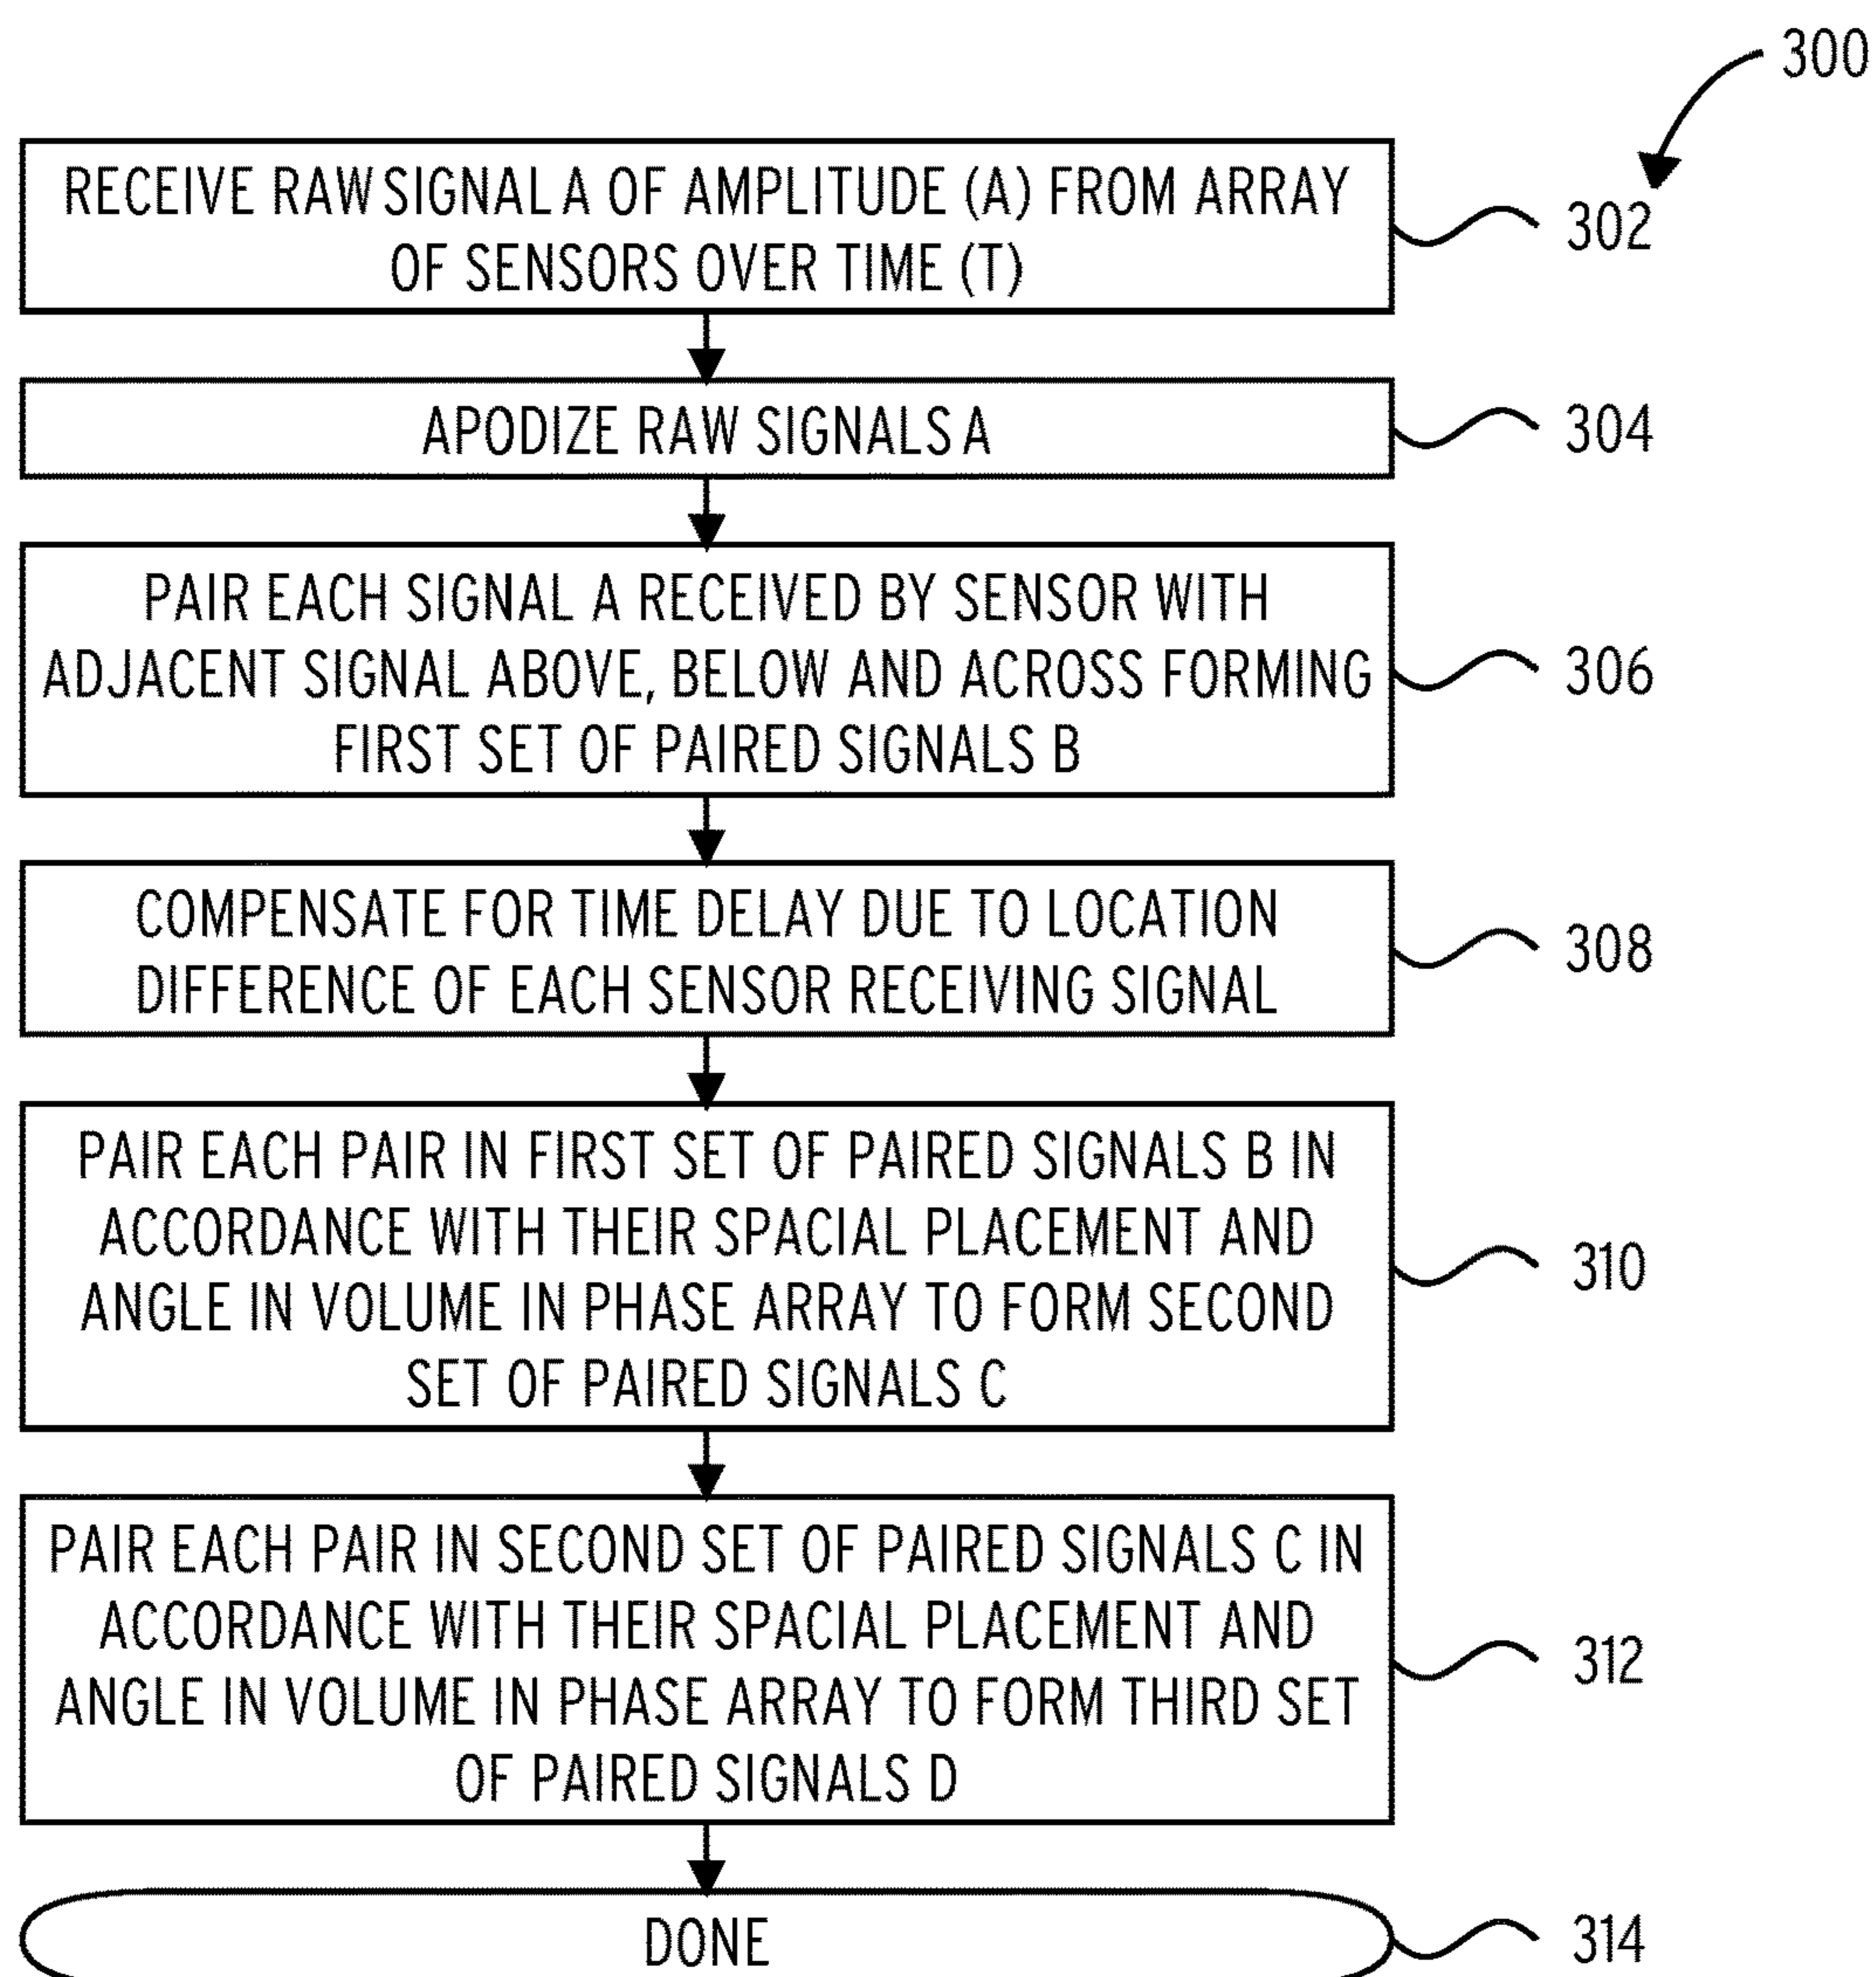 300
RECEIVE RAW SIGNAL A OF AMPLITUDE (A) FROM ARRAY
OF SENSORS OVER TIME (T)
302
APODIZE RAW SIGNALS A
304
PAIR EACH SIGNAL A RECEIVED BY SENSOR WITH
ADJACENT SIGNAL ABOVE, BELOW AND ACROSS FORMING
FIRST SET OF PAIRED SIGNALS B
306
COMPENSATE FOR TIME DELAY DUE TO LOCATION
DIFFERENCE OF EACH SENSOR RECEIVING SIGNAL
308
PAIR EACH PAIR IN FIRST SET OF PAIRED SIGNALS B IN
ACCORDANCE WITH THEIR SPACIAL PLACEMENT AND
ANGLE IN VOLUME IN PHASE ARRAY TO FORM SECOND
SET OF PAIRED SIGNALS C
310
PAIR EACH PAIR IN SECOND SET OF PAIRED SIGNALS C IN
ACCORDANCE WITH THEIR SPACIAL PLACEMENT AND
ANGLE IN VOLUME IN PHASE ARRAY TO FORM THIRD SET
OF PAIRED SIGNALS D
312
DONE
314